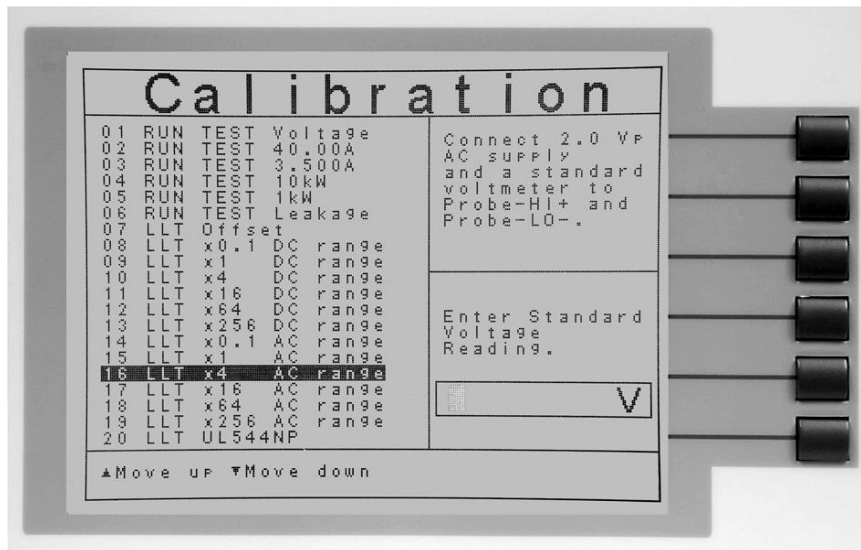 Calibration
01 RUN TEST Voltage
02 RUN TEST 40.00A
03 RUN TEST 3.500A
04 RUN TEST 10kW
05 RUN TEST 1kW
06 RUN TEST Leakage
07 LLT Offset
08 LLT x0.1 DC range
09 LLT x1 DC range
10 LLT x4 DC range
11 LLT x16 DC range
12 LLT x64 DC range
13 LLT x256 DC range
14 LLT x0.1 AC range
15 LLT x1 AC range
16 LLT x4 AC range
17 LLT x16 AC range
18 LLT x64 AC range
19 LLT x256 AC range
20 LLT UL544NP
Connect 2.0 Vp
AC supply
and a standard
voltmeter to
Probe-HI+ and
Probe-LO-.
Enter Standard
Voltage
Reading.
V
▲Move up ▼Move down